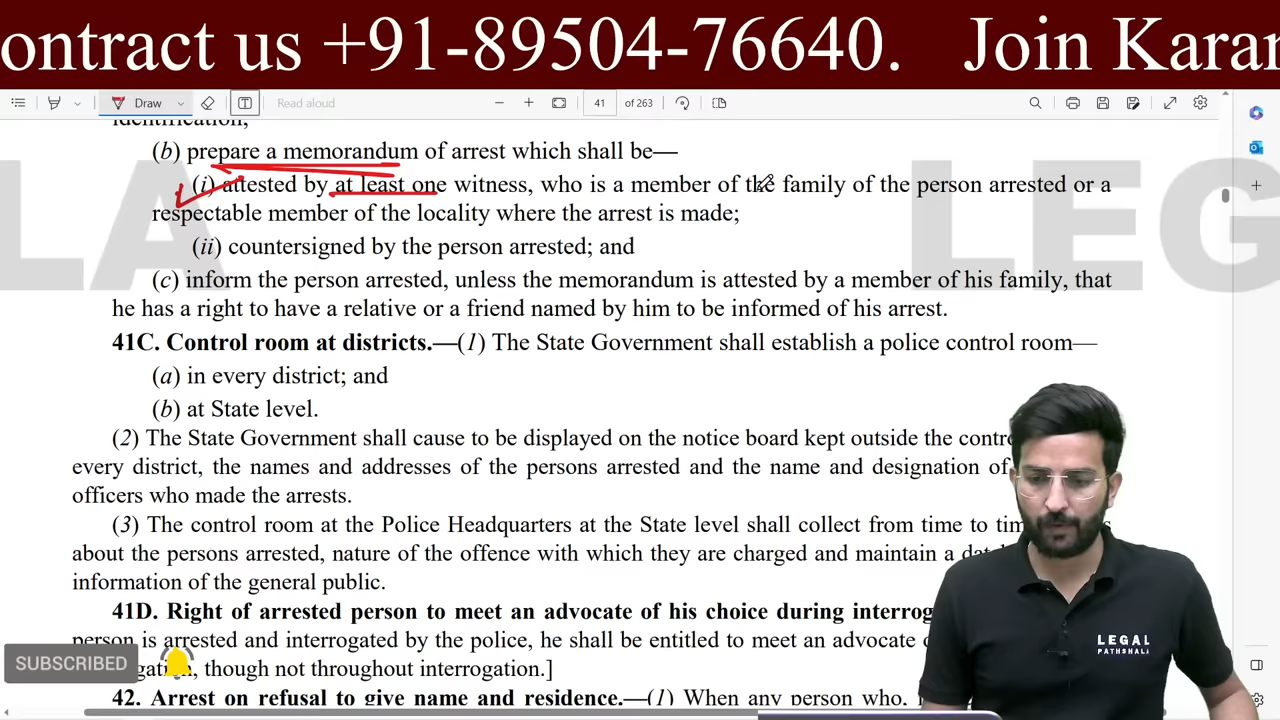 ontract us +91-89504-76640. Join Karan
Draw
Read aloud
41
of 263
identification;
(b) prepare a memorandum of arrest which shall be—
(i) attested by at least one witness, who is a member of the family of the person arrested or a
respectable member of the locality where the arrest is made;
(ii) countersigned by the person arrested; and
(c) inform the person arrested, unless the memorandum is attested by a member of his family, that
he has a right to have a relative or a friend named by him to be informed of his arrest.
41C. Control room at districts.—(1) The State Government shall establish a police control room—
(a) in every district; and
(b) at State level.
(2) The State Government shall cause to be displayed on the notice board kept outside the contro
every district, the names and addresses of the persons arrested and the name and designation of
officers who made the arrests.
(3) The control room at the Police Headquarters at the State level shall collect from time to tim
about the persons arrested, nature of the offence with which they are charged and maintain a dat
information of the general public.
41D. Right of arrested person to meet an advocate of his choice during interrog
person is arrested and interrogated by the police, he shall be entitled to meet an advocate
gation, though not throughout interrogation.]
42. Arrest on refusal to give name and residence.—(1) When any person who,
LA
LEG
SUBSCRIBED
LEGAL
PATHSHALA